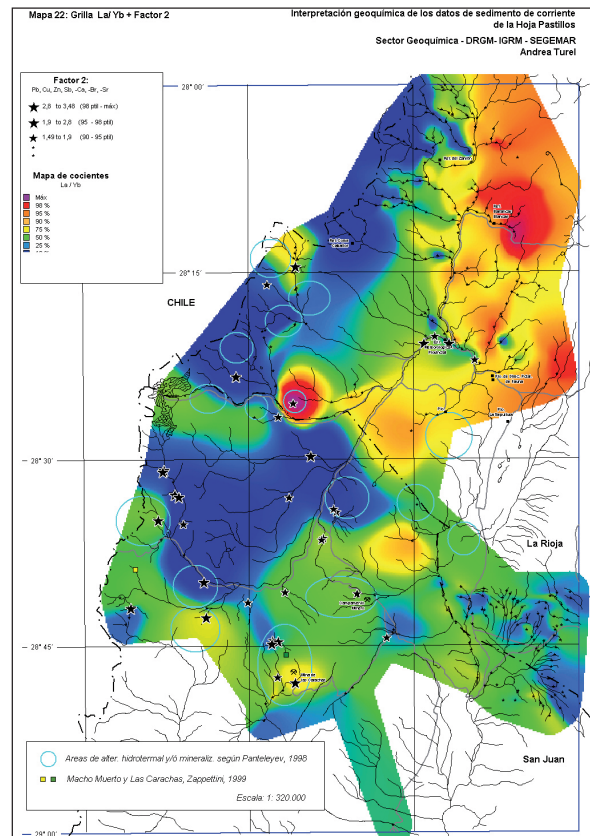 Mapa 22: Grilla La/ Yb + Factor 2
Interpretación geoquímica de los datos de sedimento de corriente
de la Hoja Pastillos
Sector Geoquímica - DRGM- IGRM - SEGEMAR
Andrea Turel
Factor 2:
Pb, Cu, Zn, Sb, -Ca, -Br, -Sr
2,8 to 3,48 (98 ptil - máx)
1,9 to 2,8 (95 - 98 ptil)
1,49 to 1,9 (90 - 95 ptil)
Mapa de cocientes
La / Yb
Máx
98 %
95 %
90 %
75 %
50 %
25 %
28° 00'
28° 15'
CHILE
28° 30'
La Rioja
28° 45'
San Juan
Areas de alter. hidrotermal y/ó mineraliz. según Panteleyev, 1998
Macho Muerto y Las Carachas, Zappettini, 1999
Escala: 1: 320.000
29° 00'